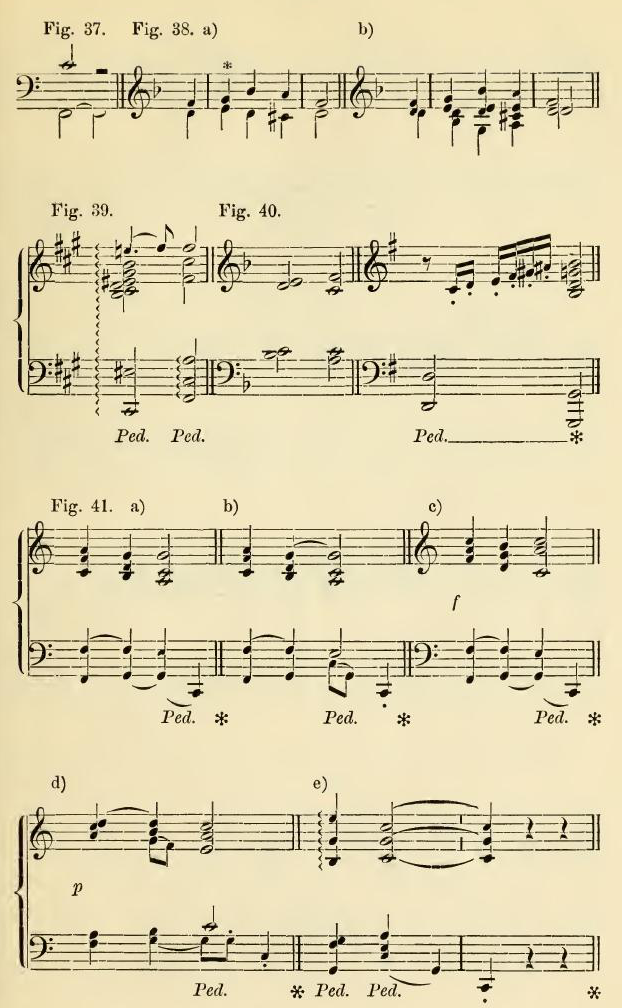 Fig. 37. Fig. 38. a) b)
*
Fig. 39. Fig. 40.
Ped. Ped. Ped. *
Fig. 41. a) b) c)
f
Ped. * Ped. * Ped. *
d) e)
p
Ped. * Ped. Ped. *